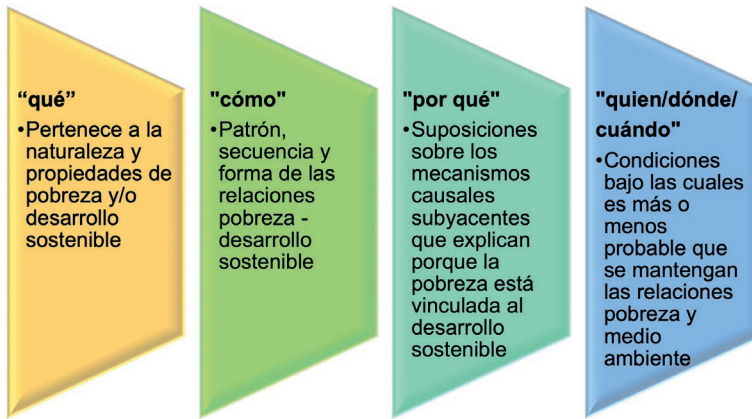 “qué”
•Pertenece a la
naturaleza y
propiedades de
pobreza y/o
desarrollo
sostenible
"cómo"
•Patrón,
secuencia y
forma de las
relaciones
pobreza -
desarrollo
sostenible
"por qué"
•Suposiciones
sobre los
mecanismos
causales
subyacentes
que explican
porque la
pobreza está
vinculada al
desarrollo
sostenible
"quien/dónde/
cuándo"
•Condiciones
bajo las cuales
es más o
menos
probable que
se mantengan
las relaciones
pobreza y
medio
ambiente